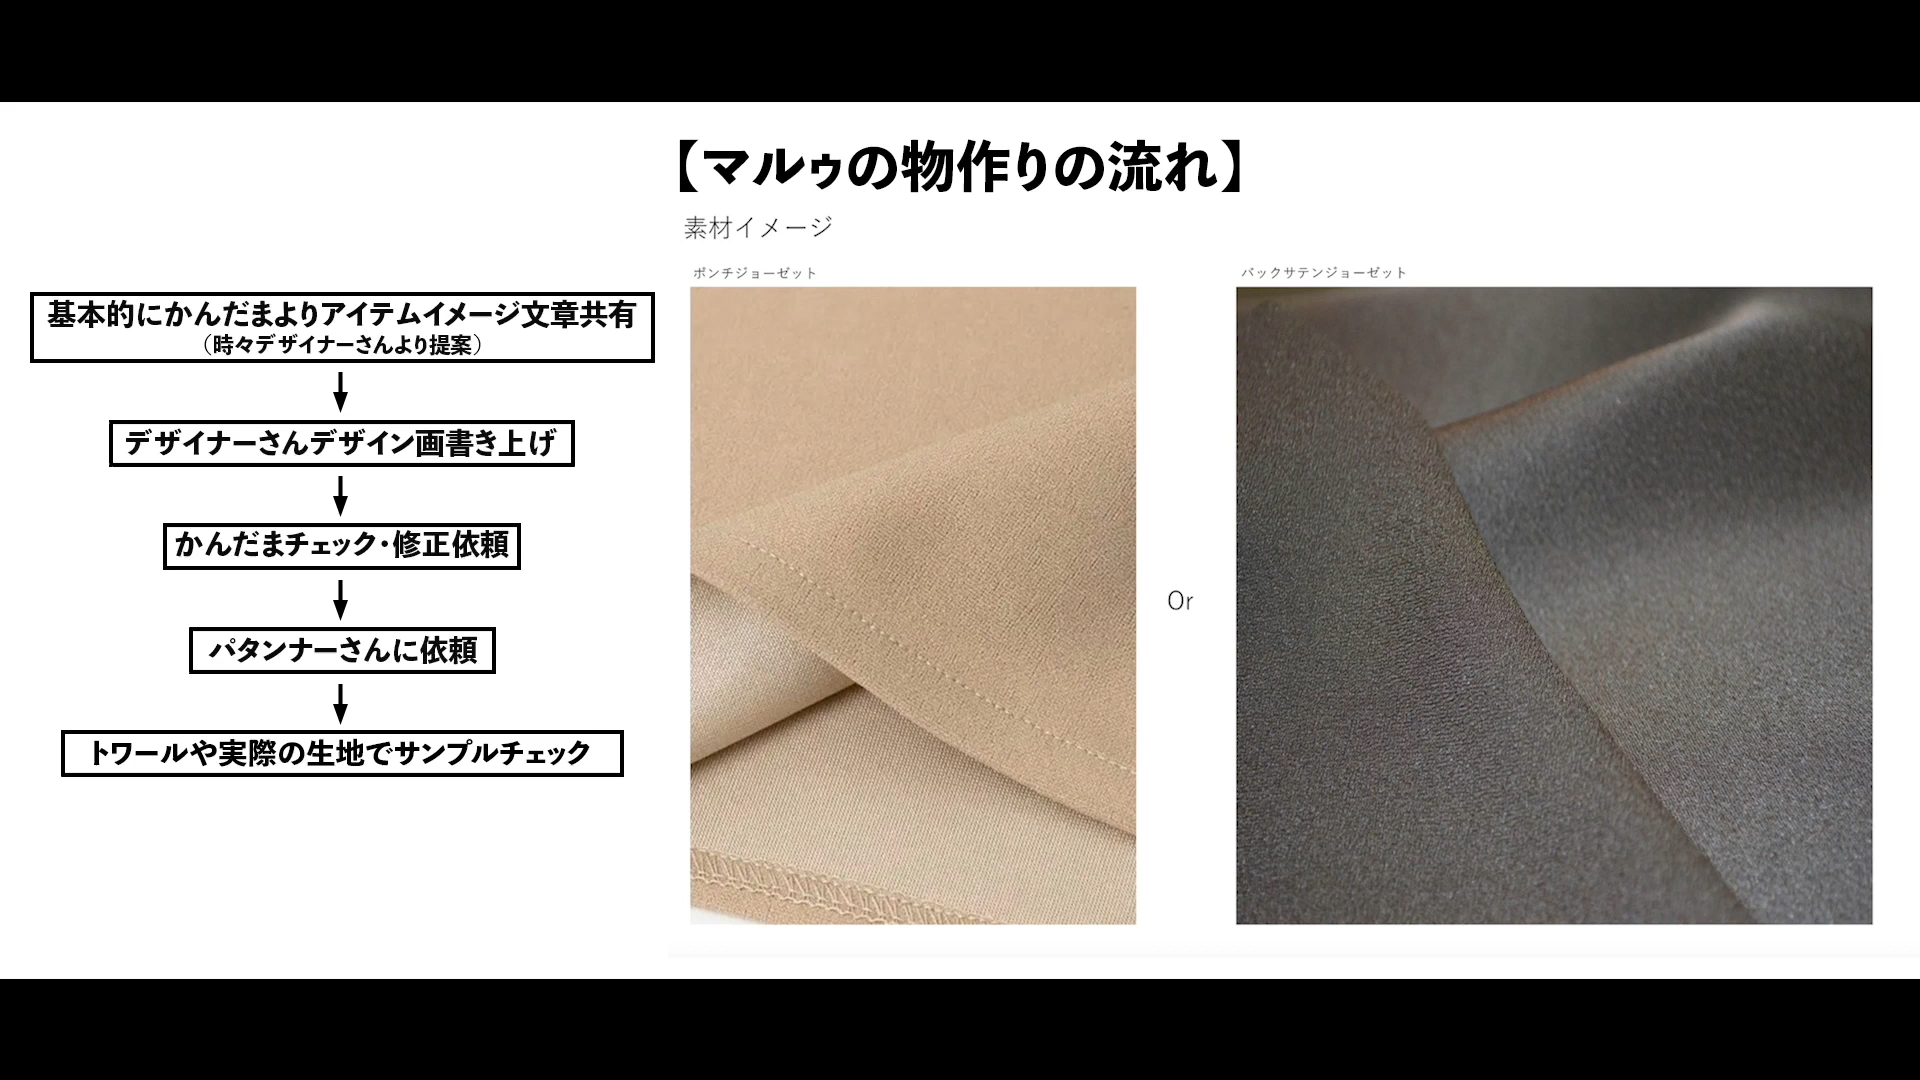 【マルゥの物作りの流れ】
基本的にかんだまよりアイテムイメージ文章共有
（時々デザイナーさんより提案）
デザイナーさんデザイン画書き上げ
かんだまチェック・修正依頼
パタンナーさんに依頼
トワールや実際の生地でサンプルチェック
素材イメージ
ポンチジョーゼット
Or
バックサテンジョーゼット